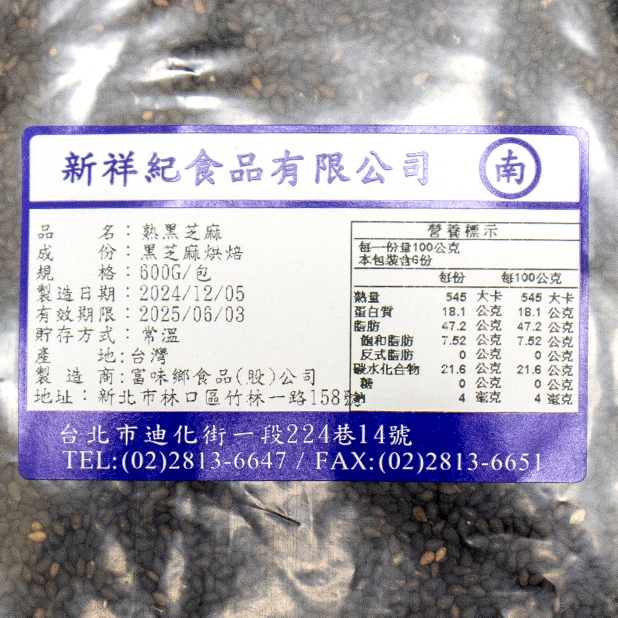 新祥紀食品有限公司 南
品　　名：熟黑芝麻
成　　份：黑芝麻烘焙
規　　格：600G/包
製造日期：2024/12/05
有效期限：2025/06/03
貯存方式：常溫
產　　地:台灣
製 造 商:富味鄉食品(股)公司
地址：新北市林口區竹林一路158號
營養標示
每一份量100公克
本包裝含6份
每份 每100公克
熱量 545 大卡 545 大卡
蛋白質 18.1 公克 18.1 公克
脂肪 47.2 公克 47.2 公克
飽和脂肪 7.52 公克 7.52 公克
反式脂肪 0 公克 0 公克
碳水化合物 21.6 公克 21.6 公克
糖 0 公克 0 公克
鈉 4 毫克 4 毫克
台北市迪化街一段224巷14號
TEL:(02)2813-6647 / FAX:(02)2813-6651